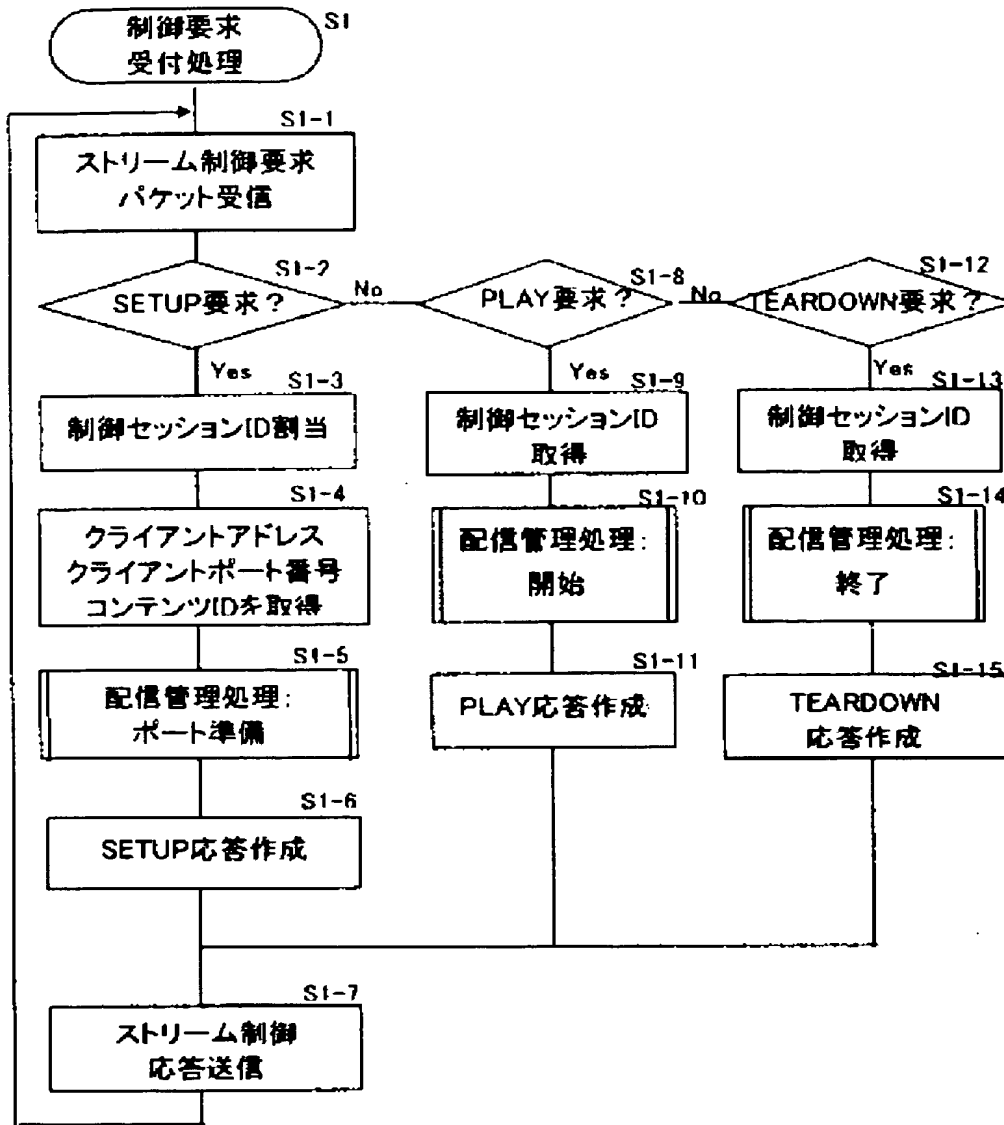 制御要求
受付処理
S1
S1-1
ストリーム制御要求
パケット受信
S1-2
SETUP要求?
No
Yes
S1-3
制御セッションID割当
S1-4
クライアントアドレス
クライアントポート番号
コンテンツIDを取得
S1-5
配信管理処理:
ポート準備
S1-6
SETUP応答作成
S1-7
ストリーム制御
応答送信
S1-8
PLAY要求?
No
Yes
S1-9
制御セッションID
取得
S1-10
配信管理処理:
開始
S1-11
PLAY応答作成
S1-12
TEARDOWN要求?
Yes
S1-13
制御セッションID
取得
S1-14
配信管理処理:
終了
S1-15
TEARDOWN
応答作成